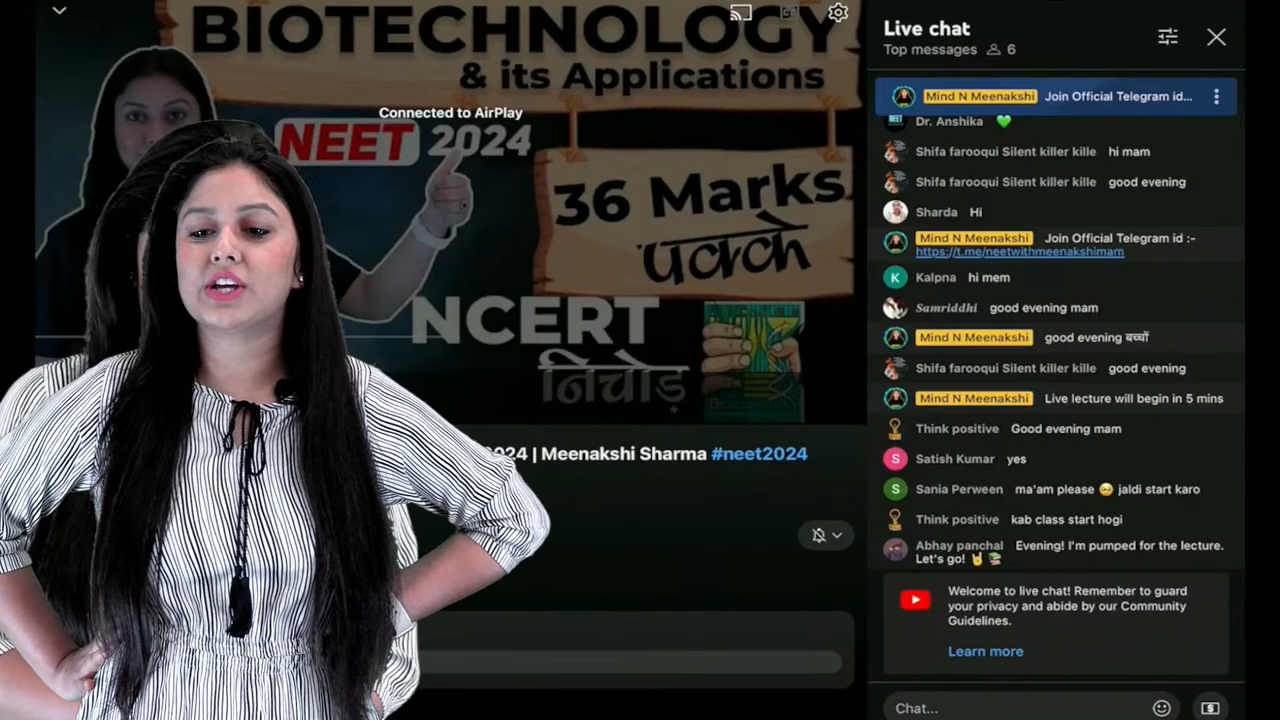 BIOTECHNOLOGY
& its Applications
Connected to AirPlay
NEET 2024
36 Marks
पक्के
NCERT
निचोड़
2024 | Meenakshi Sharma #neet2024
Live chat
Top messages 6
Mind N Meenakshi Join Official Telegram id...
Dr. Anshika 💚
Shifa farooqui Silent killer kille hi mam
Shifa farooqui Silent killer kille good evening
Sharda Hi
Mind N Meenakshi Join Official Telegram id :-
https://t.me/neetwithmeenakshimam
K Kalpna hi mem
Samriddhi good evening mam
Mind N Meenakshi good evening बच्चों
Shifa farooqui Silent killer kille good evening
Mind N Meenakshi Live lecture will begin in 5 mins
Think positive Good evening mam
S Satish Kumar yes
S Sania Perween ma'am please 🥺 jaldi start karo
Think positive kab class start hogi
Abhay panchal Evening! I'm pumped for the lecture.
Let's go! 🤘 📚
Welcome to live chat! Remember to guard
your privacy and abide by our Community
Guidelines.
Learn more
Chat...